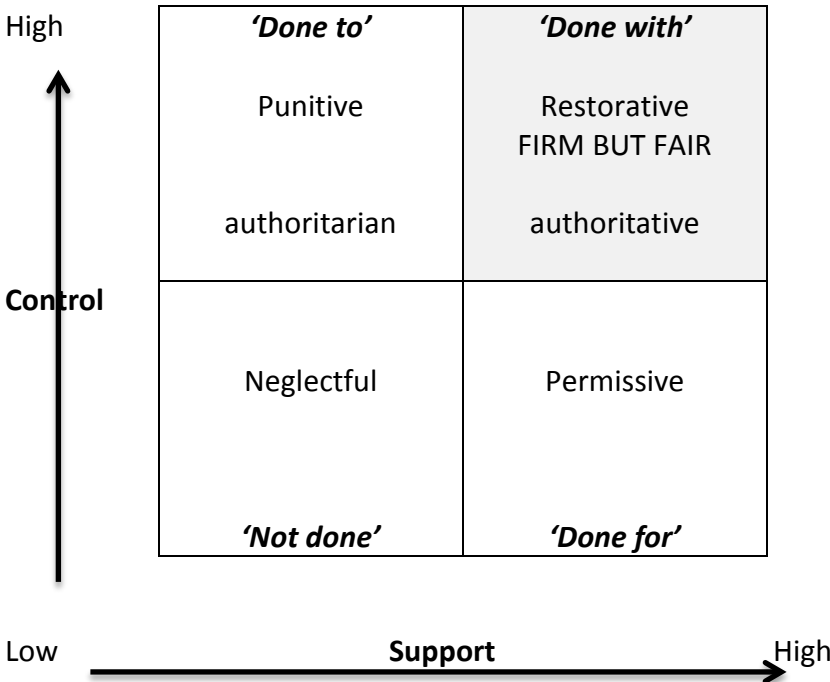 High
‘Done to’
‘Done with’
Punitive
Restorative
FIRM BUT FAIR
authoritarian
authoritative
Control
Neglectful
Permissive
‘Not done’
‘Done for’
Low
Support
High